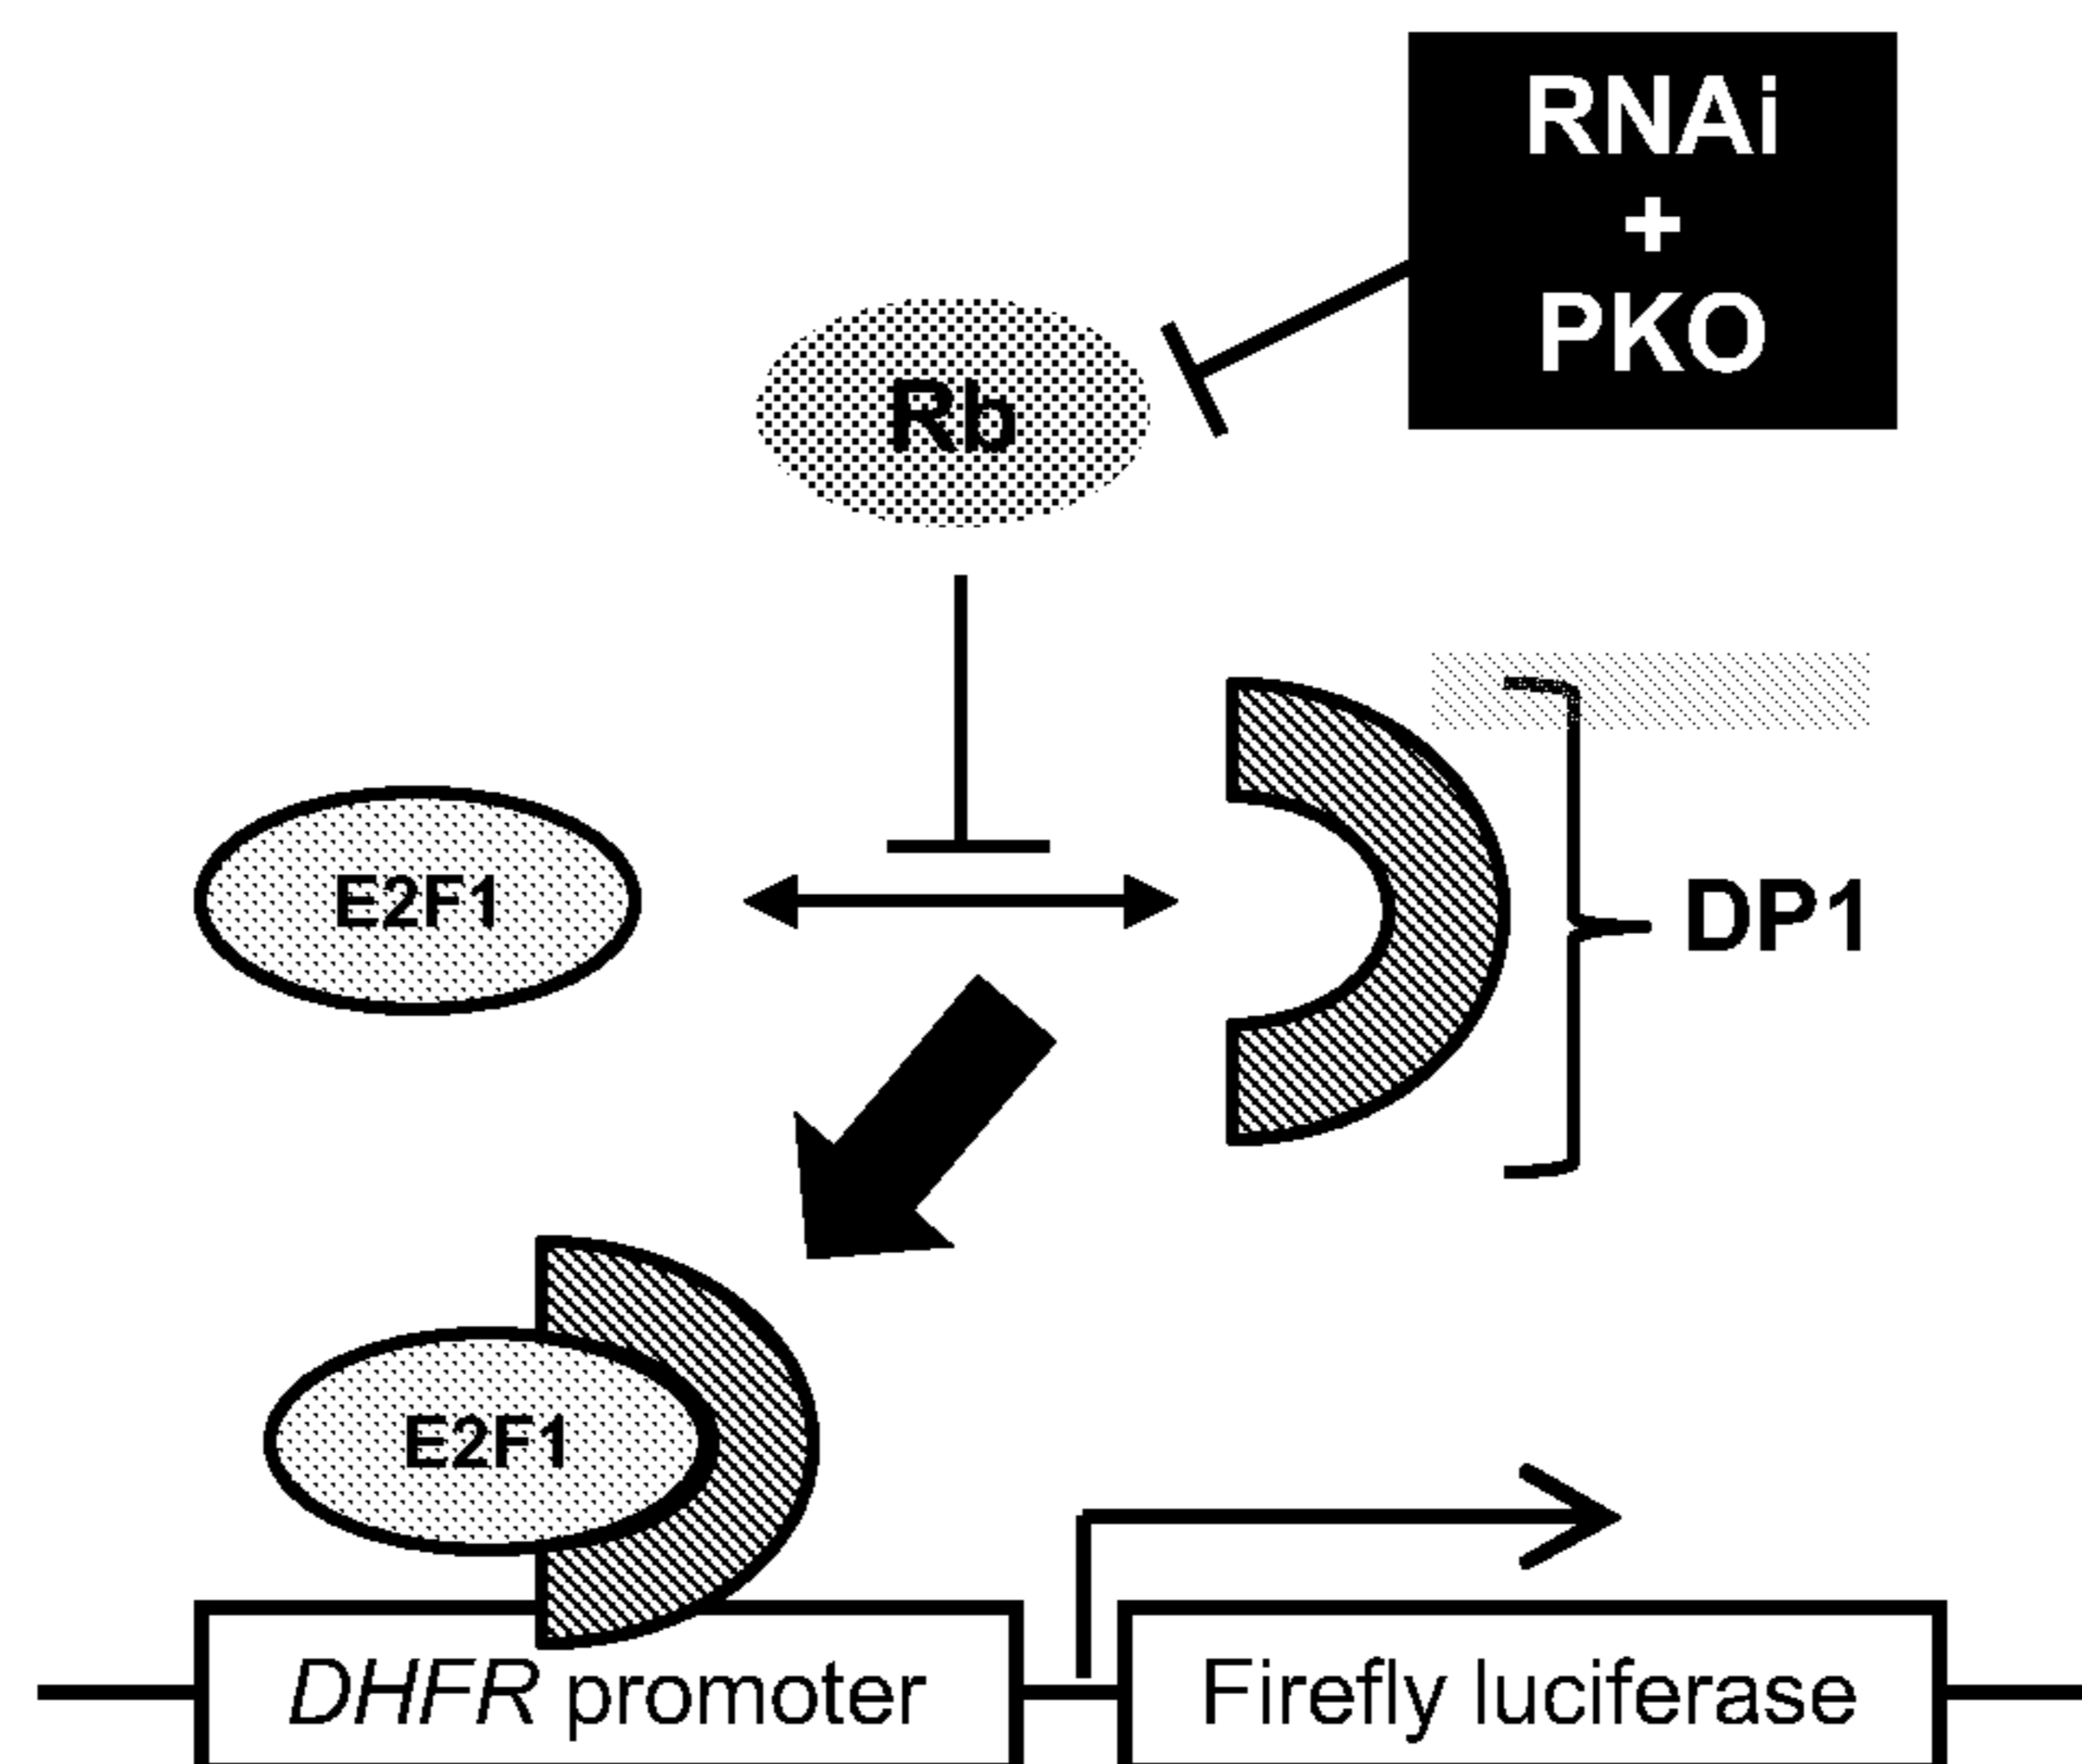 RNAi
+
PKO
Rb
E2F1
DP1
E2F1
DHFR promoter
Firefly luciferase